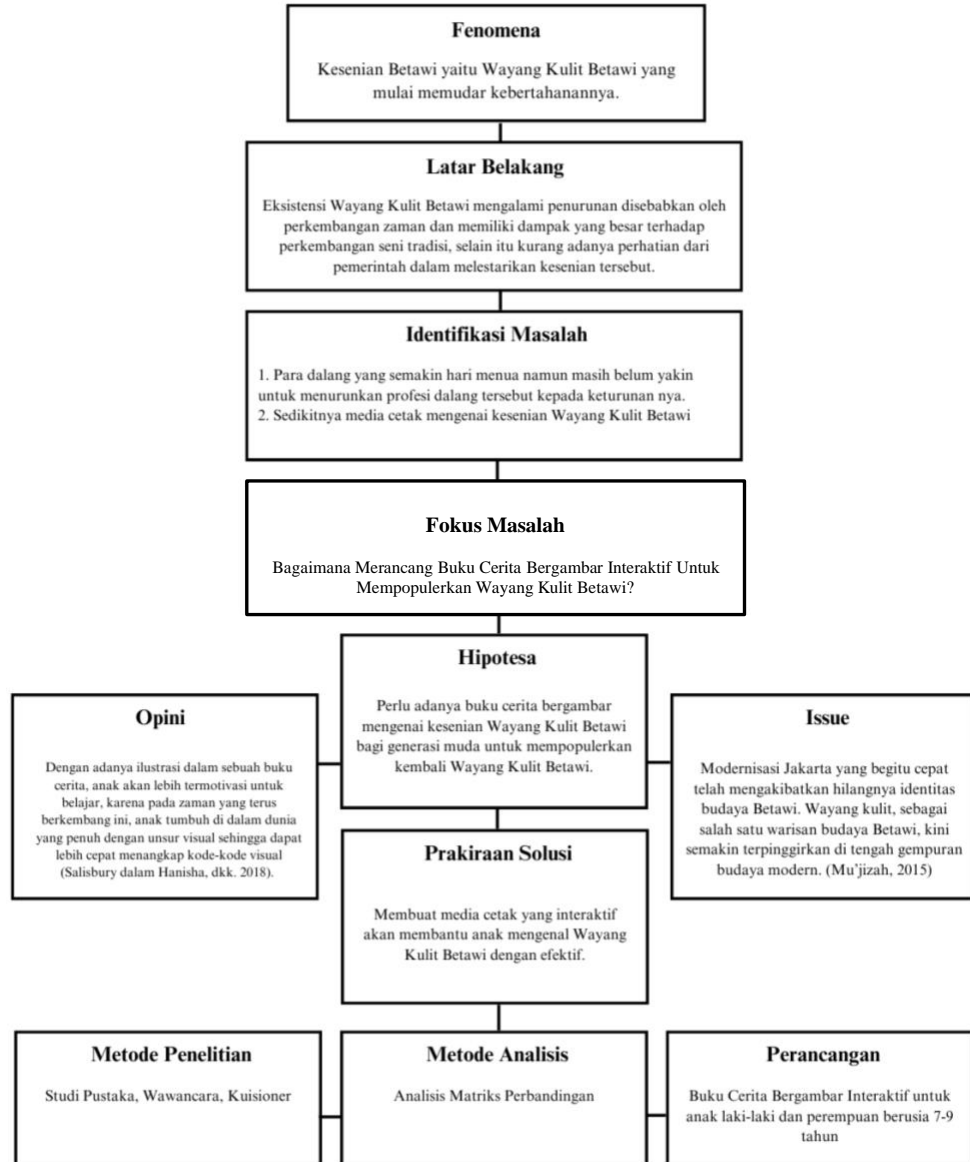 Fenomena
Kesenian Betawi yaitu Wayang Kulit Betawi yang
mulai memudar kebertahanannya.
Latar Belakang
Eksistensi Wayang Kulit Betawi mengalami penurunan disebabkan oleh
perkembangan zaman dan memiliki dampak yang besar terhadap
perkembangan seni tradisi, selain itu kurang adanya perhatian dari
pemerintah dalam melestarikan kesenian tersebut.
Identifikasi Masalah
1. Para dalang yang semakin hari menua namun masih belum yakin
untuk menurunkan profesi dalang tersebut kepada keturunan nya.
2. Sedikitnya media cetak mengenai kesenian Wayang Kulit Betawi
Fokus Masalah
Bagaimana Merancang Buku Cerita Bergambar Interaktif Untuk
Mempopulerkan Wayang Kulit Betawi?
Hipotesa
Perlu adanya buku cerita bergambar
mengenai kesenian Wayang Kulit Betawi
bagi generasi muda untuk mempopulerkan
kembali Wayang Kulit Betawi.
Opini
Dengan adanya ilustrasi dalam sebuah buku
cerita, anak akan lebih termotivasi untuk
belajar, karena pada zaman yang terus
berkembang ini, anak tumbuh di dalam dunia
yang penuh dengan unsur visual sehingga dapat
lebih cepat menangkap kode-kode visual
(Salisbury dalam Hanisha, dkk. 2018).
Issue
Modernisasi Jakarta yang begitu cepat
telah mengakibatkan hilangnya identitas
budaya Betawi. Wayang kulit, sebagai
salah satu warisan budaya Betawi, kini
semakin terpinggirkan di tengah gempuran
budaya modern. (Mu'jizah, 2015)
Prakiraan Solusi
Membuat media cetak yang interaktif
akan membantu anak mengenal Wayang
Kulit Betawi dengan efektif.
Metode Penelitian
Studi Pustaka, Wawancara, Kuisioner
Metode Analisis
Analisis Matriks Perbandingan
Perancangan
Buku Cerita Bergambar Interaktif untuk
anak laki-laki dan perempuan berusia 7-9
tahun